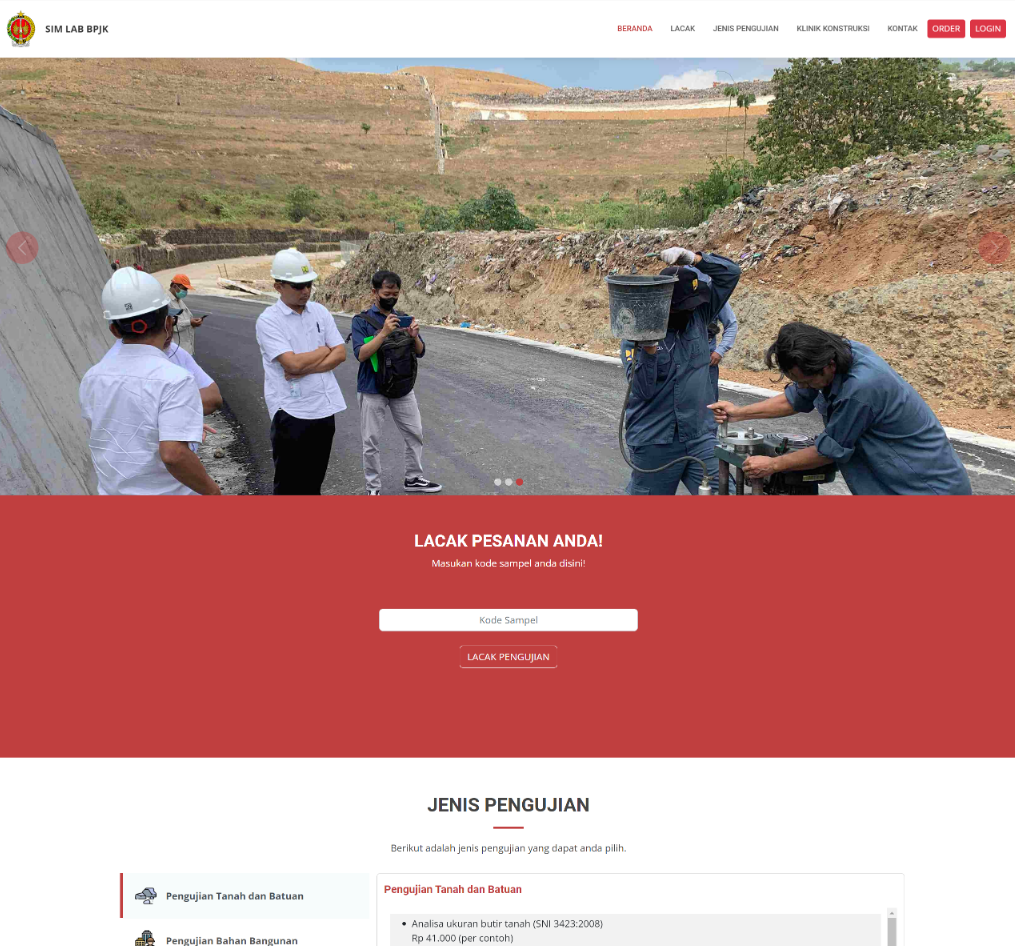 SIM LAB BPJK
BERANDA
LACAK
JENIS PENGUJIAN
KLINIK KONSTRUKSI
KONTAK
ORDER
LOGIN
LACAK PESANAN ANDA!
Masukan kode sampel anda disini!
Kode Sampel
LACAK PENGUJIAN
JENIS PENGUJIAN
Berikut adalah jenis pengujian yang dapat anda pilih.
Pengujian Tanah dan Batuan
Pengujian Bahan Bangunan
Pengujian Tanah dan Batuan
Analisa ukuran butir tanah (SNI 3423:2008)
Rp 41.000 (per contoh)